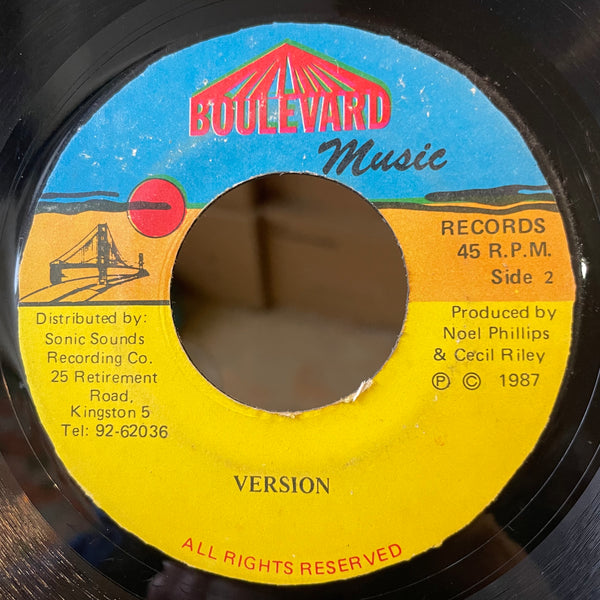 BOULEVARD
Music
RECORDS
45 R.P.M.
Side 2
Distributed by:
Sonic Sounds
Recording Co.
25 Retirement
Road,
Kingston 5
Tel: 92-62036
Produced by
Noel Phillips
& Cecil Riley
Ⓟ © 1987
VERSION
ALL RIGHTS RESERVED